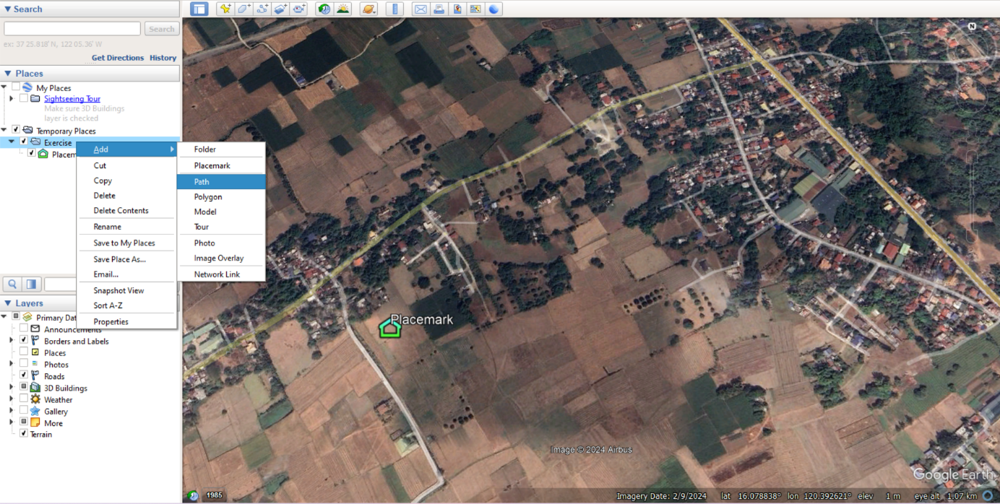 Search
Search
ex: 37 25.818' N, 122 05.36' W
Get Directions History
Places
My Places
Sightseeing Tour
Make sure 3D Buildings
layer is checked
Temporary Places
Exercise
Placem
Add
Cut
Copy
Delete
Delete Contents
Rename
Save to My Places
Save Place As...
Email...
Snapshot View
Sort A-Z
Properties
Folder
Placemark
Path
Polygon
Model
Tour
Photo
Image Overlay
Network Link
Layers
Primary Dat
Announcements
Borders and Labels
Places
Photos
Roads
3D Buildings
Weather
Gallery
More
Terrain
N
Placemark
Image © 2024 Airbus
Google Earth
1985
Imagery Date: 2/9/2024 lat 16.078838° lon 120.392621° elev 1 m eye alt 1.07 km